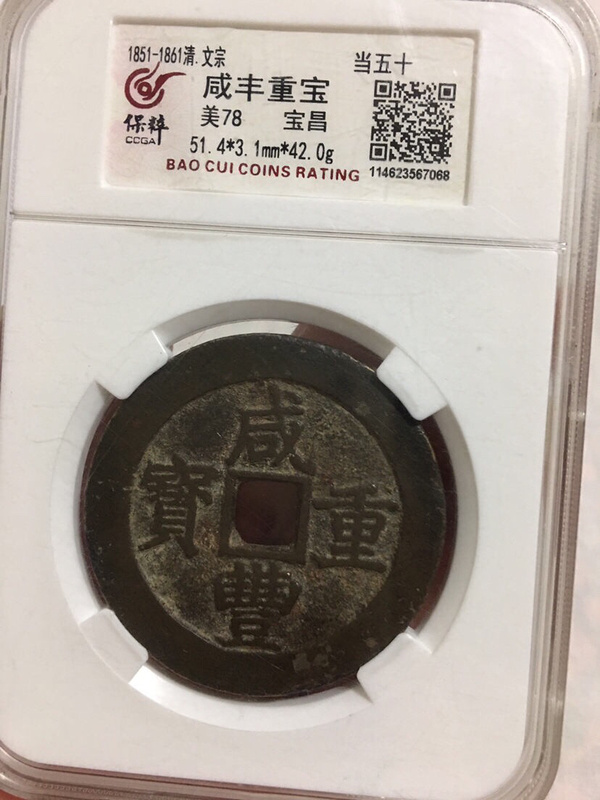 1851-1861清.文宗 当五十
咸丰重宝
保粹 美78 宝昌
CCGA 51.4*3.1mm*42.0g
BAO CUI COINS RATING 114623567068
咸
寶 重
豐